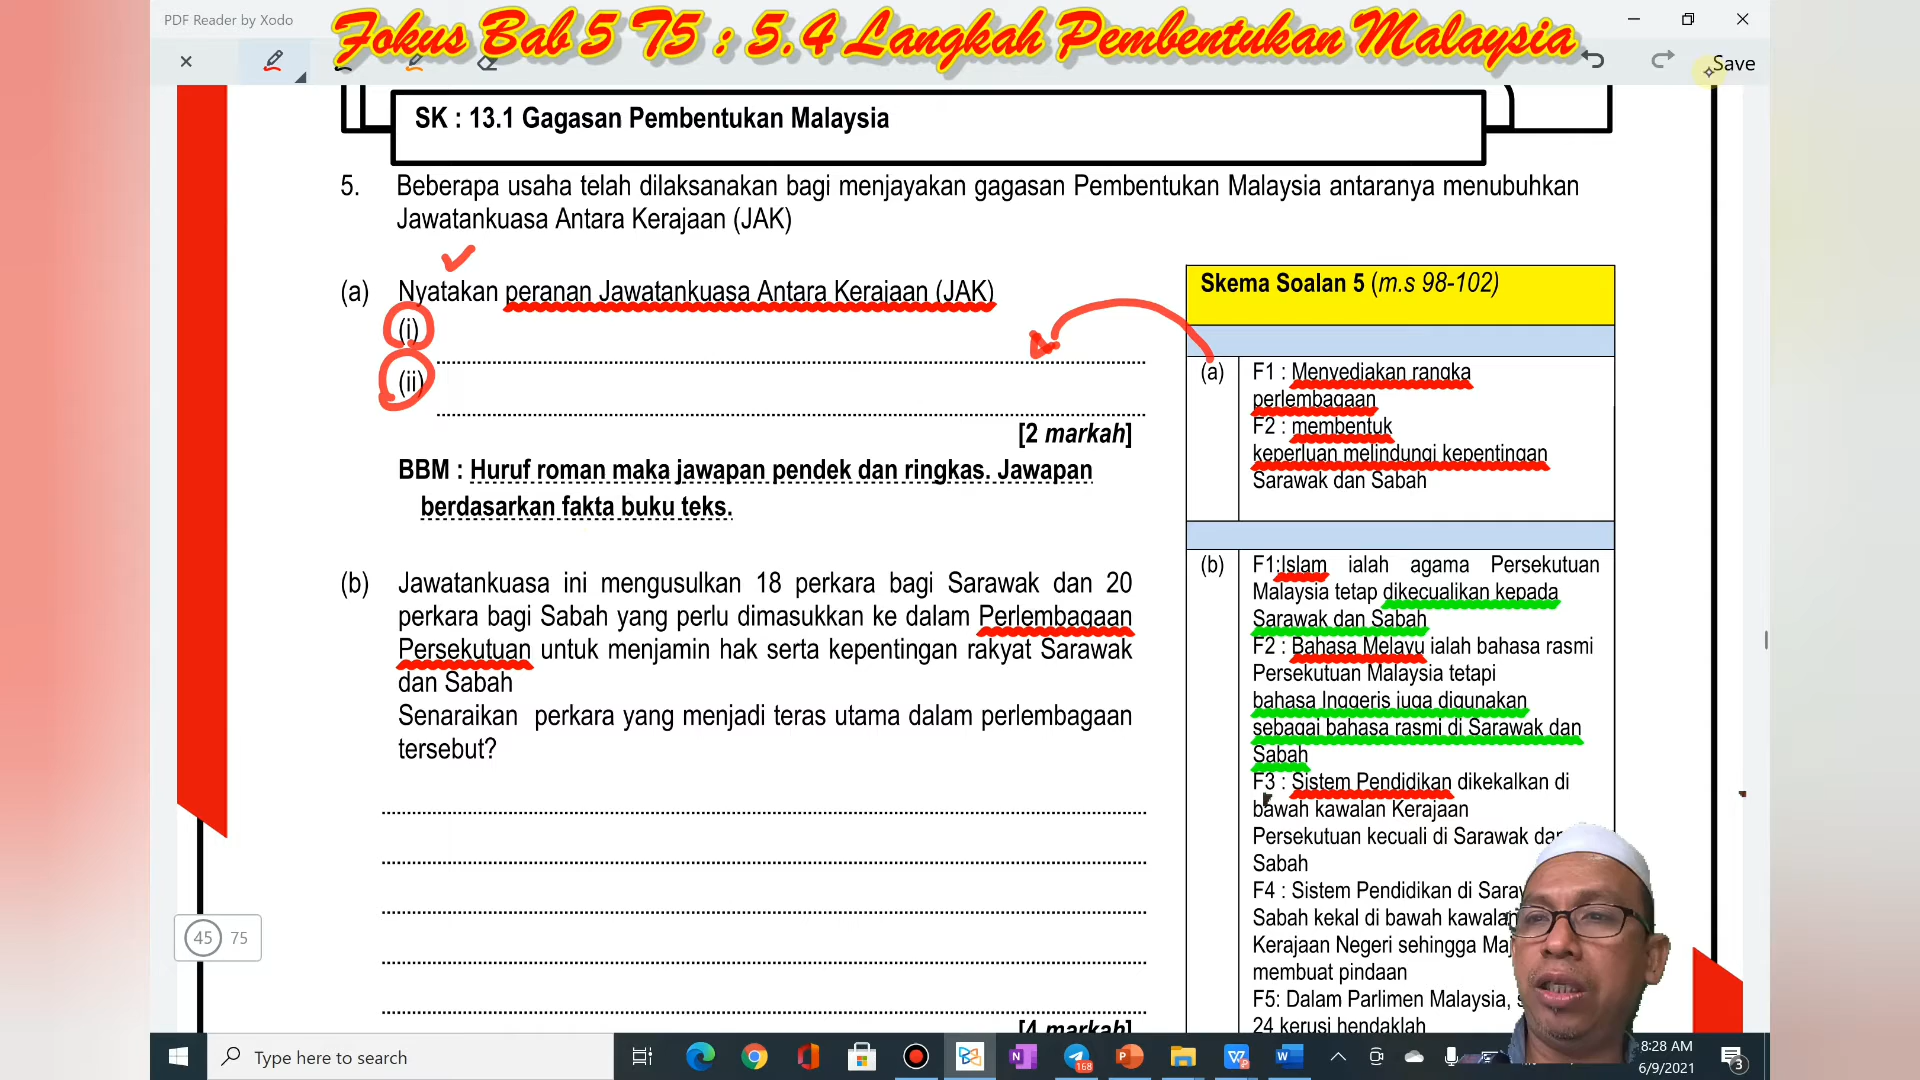 PDF Reader by Xodo
Fokus Bab 5 T5 : 5.4 Langkah Pembentukan Malaysia
Save
SK : 13.1 Gagasan Pembentukan Malaysia
5. Beberapa usaha telah dilaksanakan bagi menjayakan gagasan Pembentukan Malaysia antaranya menubuhkan
Jawatankuasa Antara Kerajaan (JAK)
(a) Nyatakan peranan Jawatankuasa Antara Kerajaan (JAK)
(i)
(ii)
[2 markah]
BBM : Huruf roman maka jawapan pendek dan ringkas. Jawapan
berdasarkan fakta buku teks.
(b) Jawatankuasa ini mengusulkan 18 perkara bagi Sarawak dan 20
perkara bagi Sabah yang perlu dimasukkan ke dalam Perlembagaan
Persekutuan untuk menjamin hak serta kepentingan rakyat Sarawak
dan Sabah
Senaraikan perkara yang menjadi teras utama dalam perlembagaan
tersebut?
[4 markah]
Skema Soalan 5 (m.s 98-102)
(a) F1 : Menyediakan rangka
perlembagaan
F2 : membentuk
keperluan melindungi kepentingan
Sarawak dan Sabah
(b) F1:Islam ialah agama Persekutuan
Malaysia tetap dikecualikan kepada
Sarawak dan Sabah
F2 : Bahasa Melayu ialah bahasa rasmi
Persekutuan Malaysia tetapi
bahasa Inggeris juga digunakan
sebagai bahasa rasmi di Sarawak dan
Sabah
F3 : Sistem Pendidikan dikekalkan di
bawah kawalan Kerajaan
Persekutuan kecuali di Sarawak dan
Sabah
F4 : Sistem Pendidikan di
Sabah kekal di bawah kawalan
Kerajaan Negeri sehingga
membuat pindaan
F5: Dalam Parlimen Malaysia,
24 kerusi hendaklah
45 75
Type here to search
168
8:28 AM
6/9/2021
3